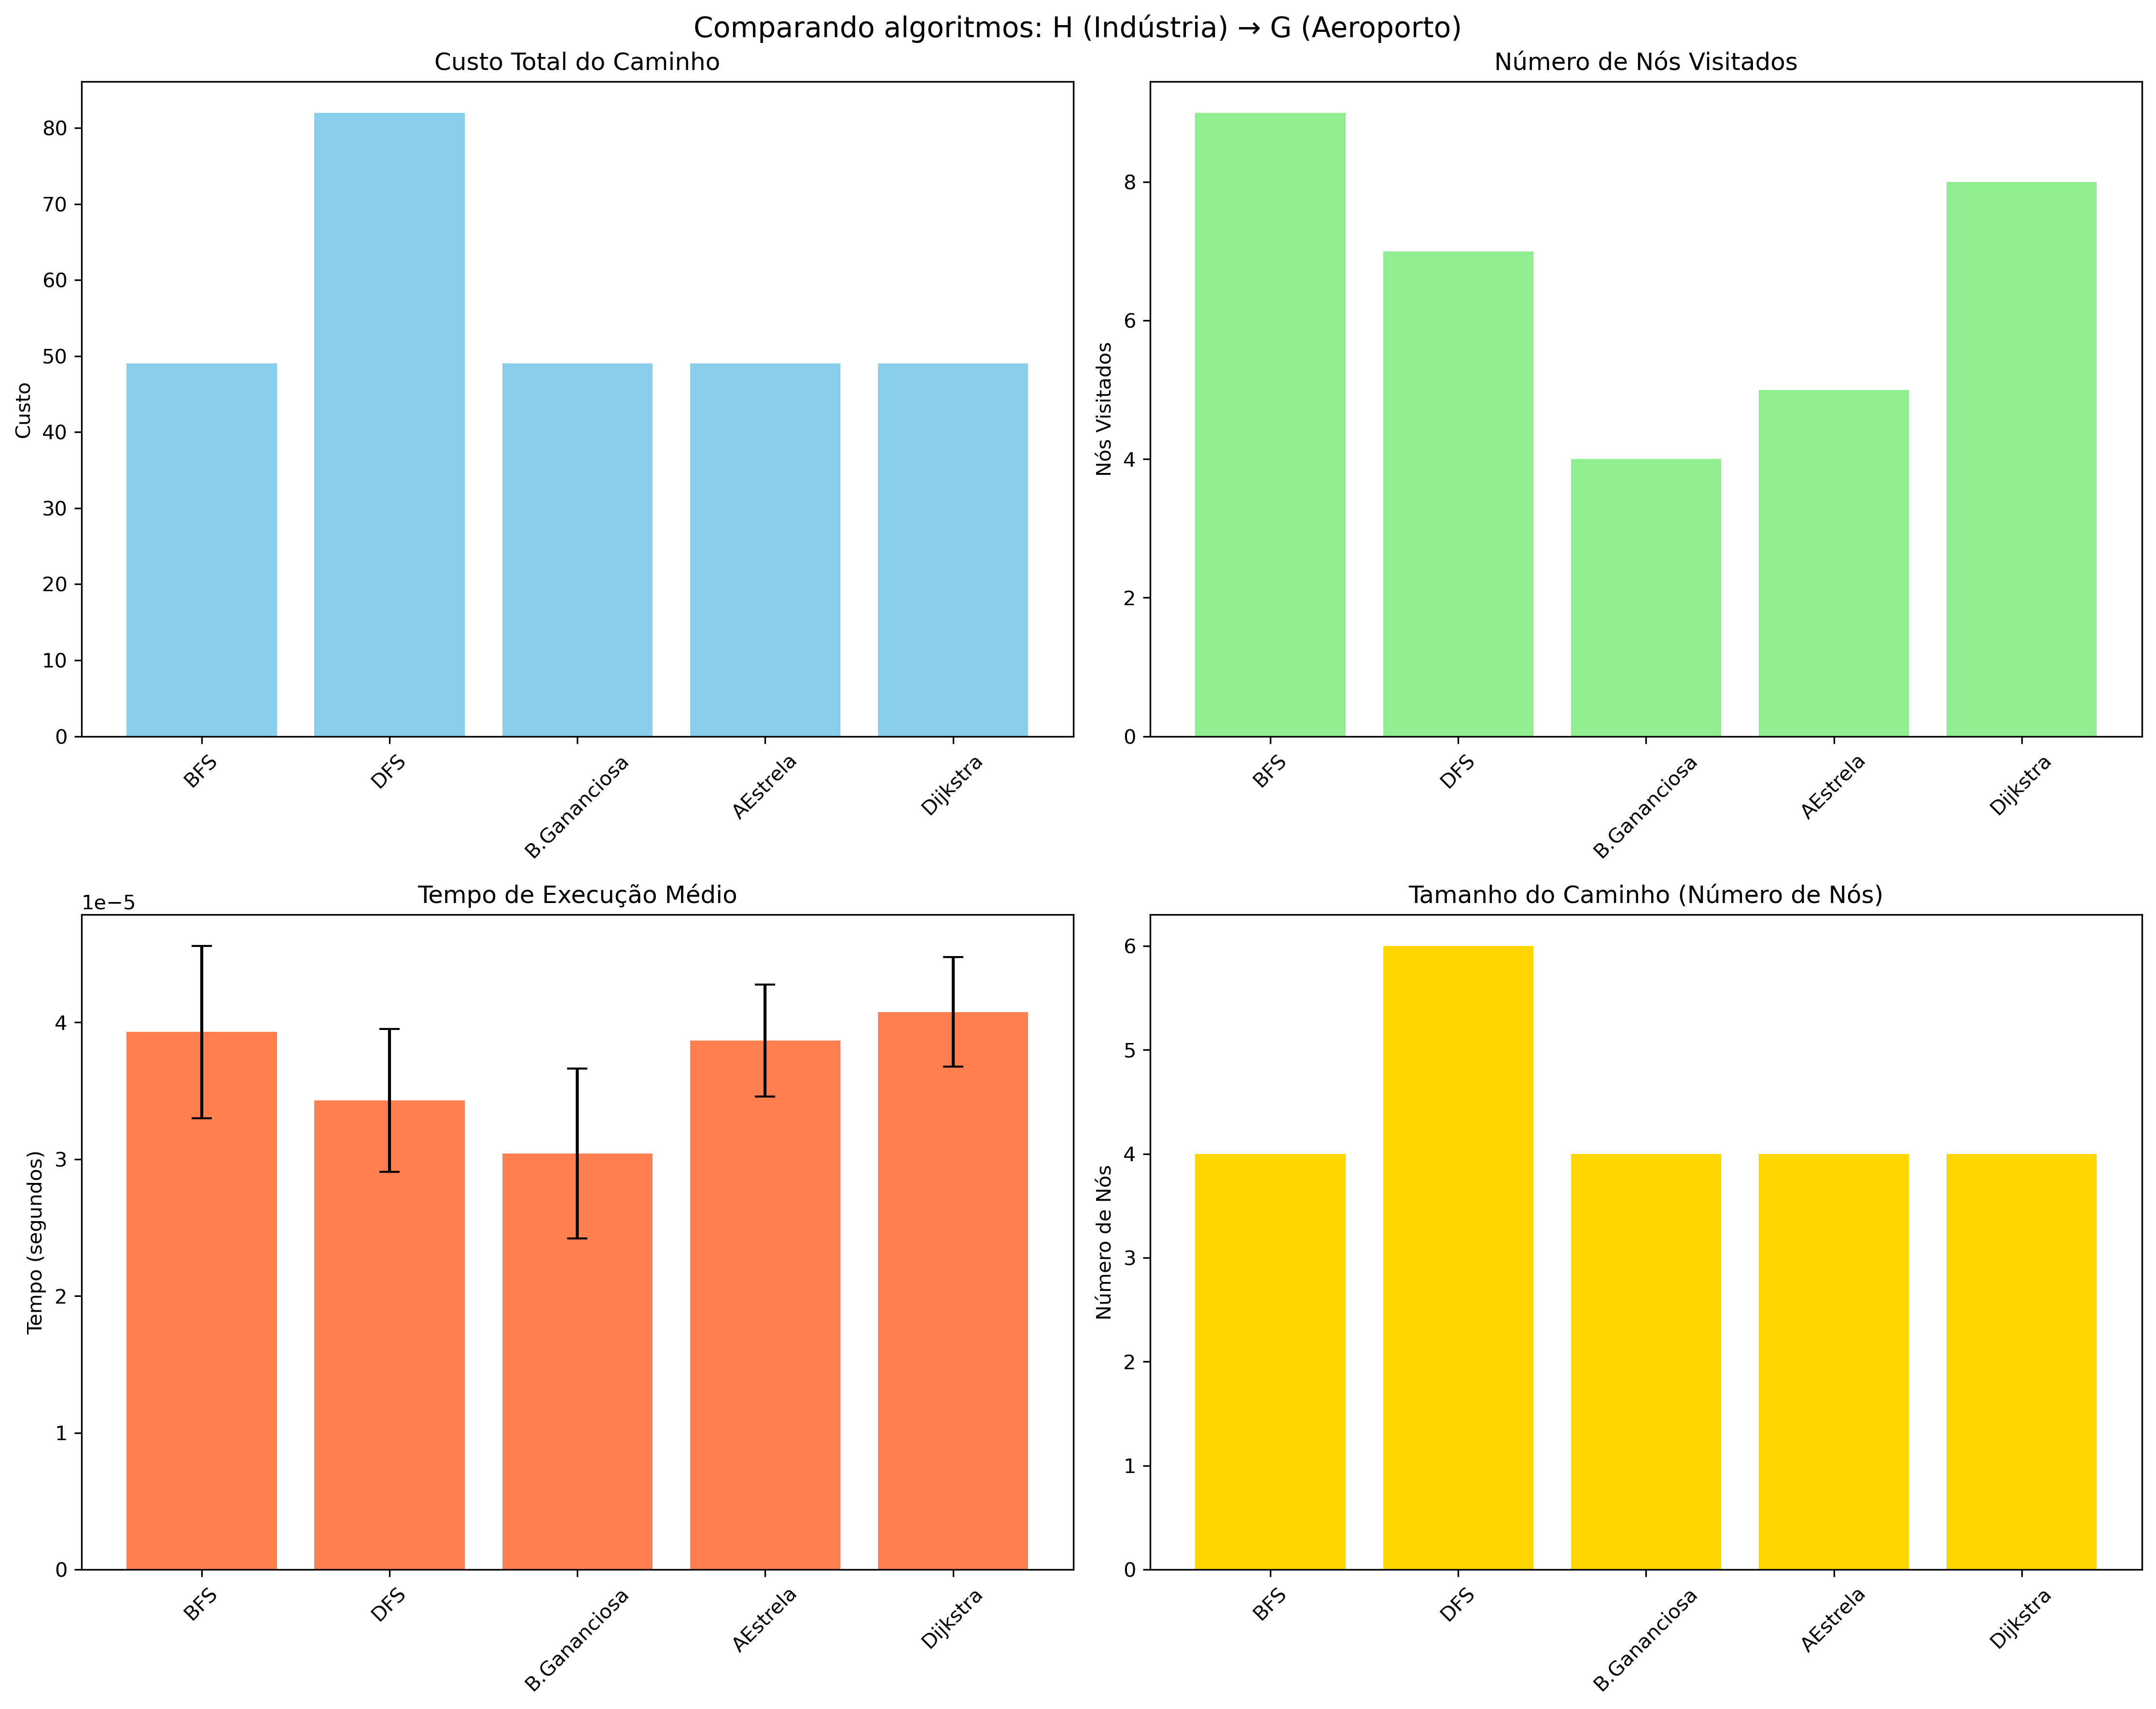 Comparando algoritmos: H (Indústria) → G (Aeroporto)
Custo Total do Caminho
Custo
80
70
60
50
40
30
20
10
0
BFS
DFS
B.Gananciosa
AEstrela
Dijkstra
Número de Nós Visitados
Nós Visitados
8
6
4
2
0
BFS
DFS
B.Gananciosa
AEstrela
Dijkstra
Tempo de Execução Médio
1e−5
Tempo (segundos)
4
3
2
1
0
BFS
DFS
B.Gananciosa
AEstrela
Dijkstra
Tamanho do Caminho (Número de Nós)
Número de Nós
6
5
4
3
2
1
0
BFS
DFS
B.Gananciosa
AEstrela
Dijkstra